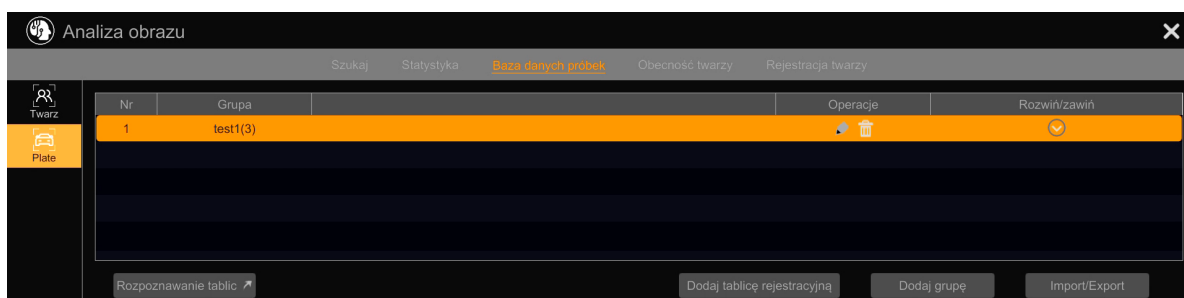 Analiza obrazu
Szukaj Statystyka Baza danych próbek Obecność twarzy Rejestracja twarzy
Twarz
Plate
Nr Grupa Operacje Rozwiń/zawiń
1 test1(3)
Rozpoznawanie tablic Dodaj tablicę rejestracyjną Dodaj grupę Import/Export